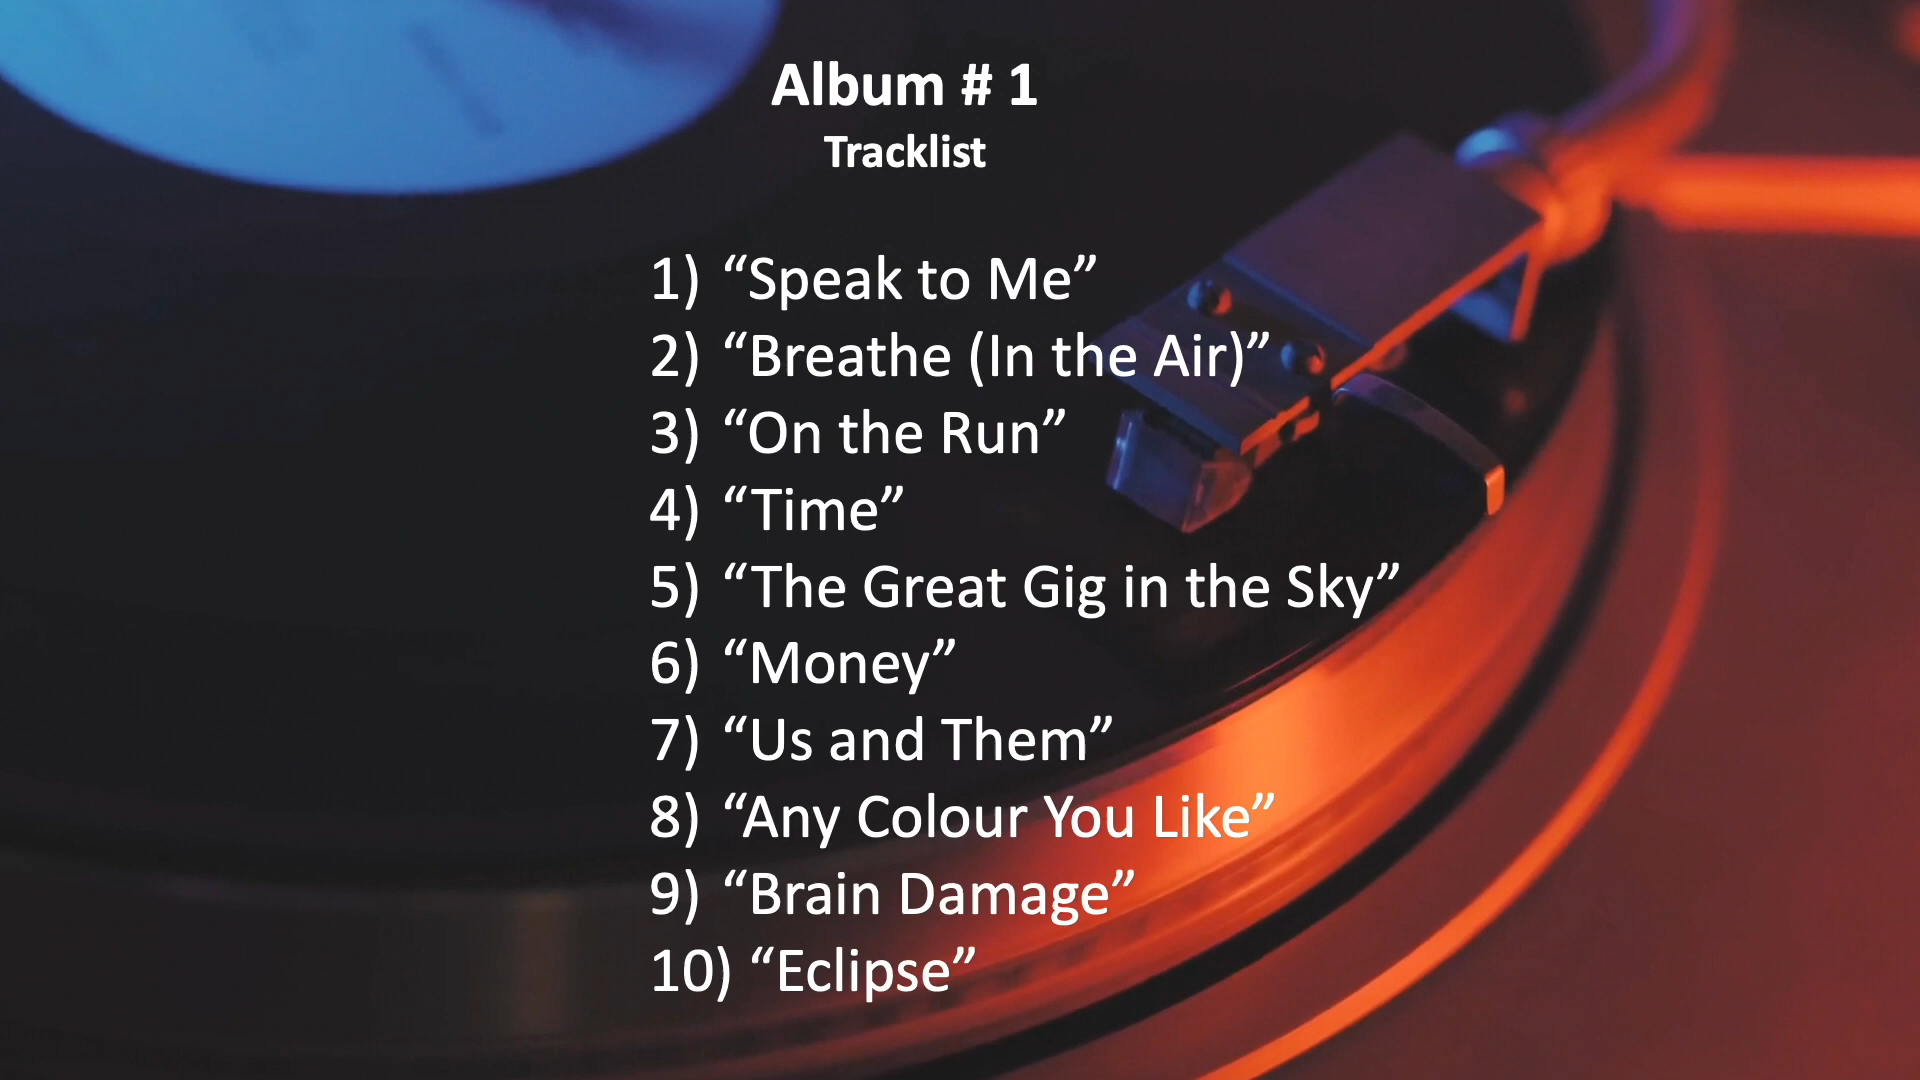 Album # 1
Tracklist
1) “Speak to Me”
2) “Breathe (In the Air)”
3) “On the Run”
4) “Time”
5) “The Great Gig in the Sky”
6) “Money”
7) “Us and Them”
8) “Any Colour You Like”
9) “Brain Damage”
10) “Eclipse”